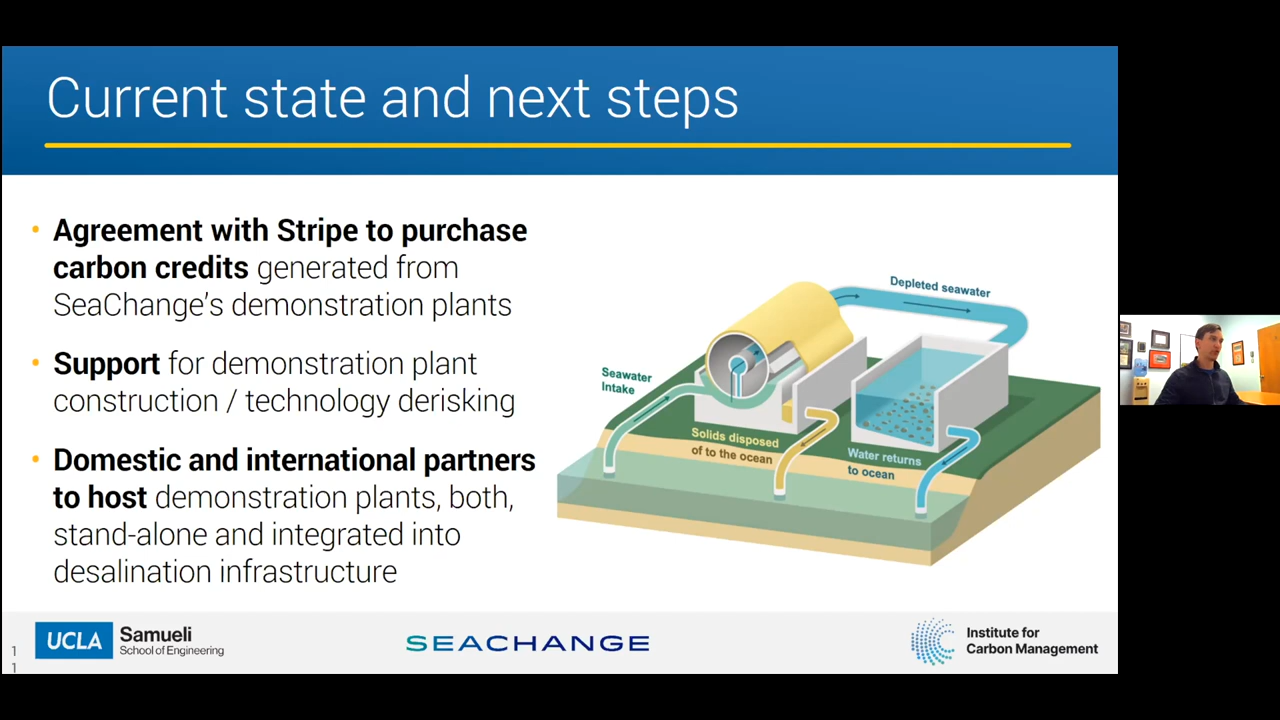 Current state and next steps
• Agreement with Stripe to purchase
carbon credits generated from
SeaChange's demonstration plants
• Support for demonstration plant
construction / technology derisking
• Domestic and international partners
to host demonstration plants, both,
stand-alone and integrated into
desalination infrastructure
Depleted seawater
Seawater
Intake
Solids disposed
of to the ocean
Water returns
to ocean
1
1
UCLA
Samueli
School of Engineering
SEACHANGE
Institute for
Carbon Management